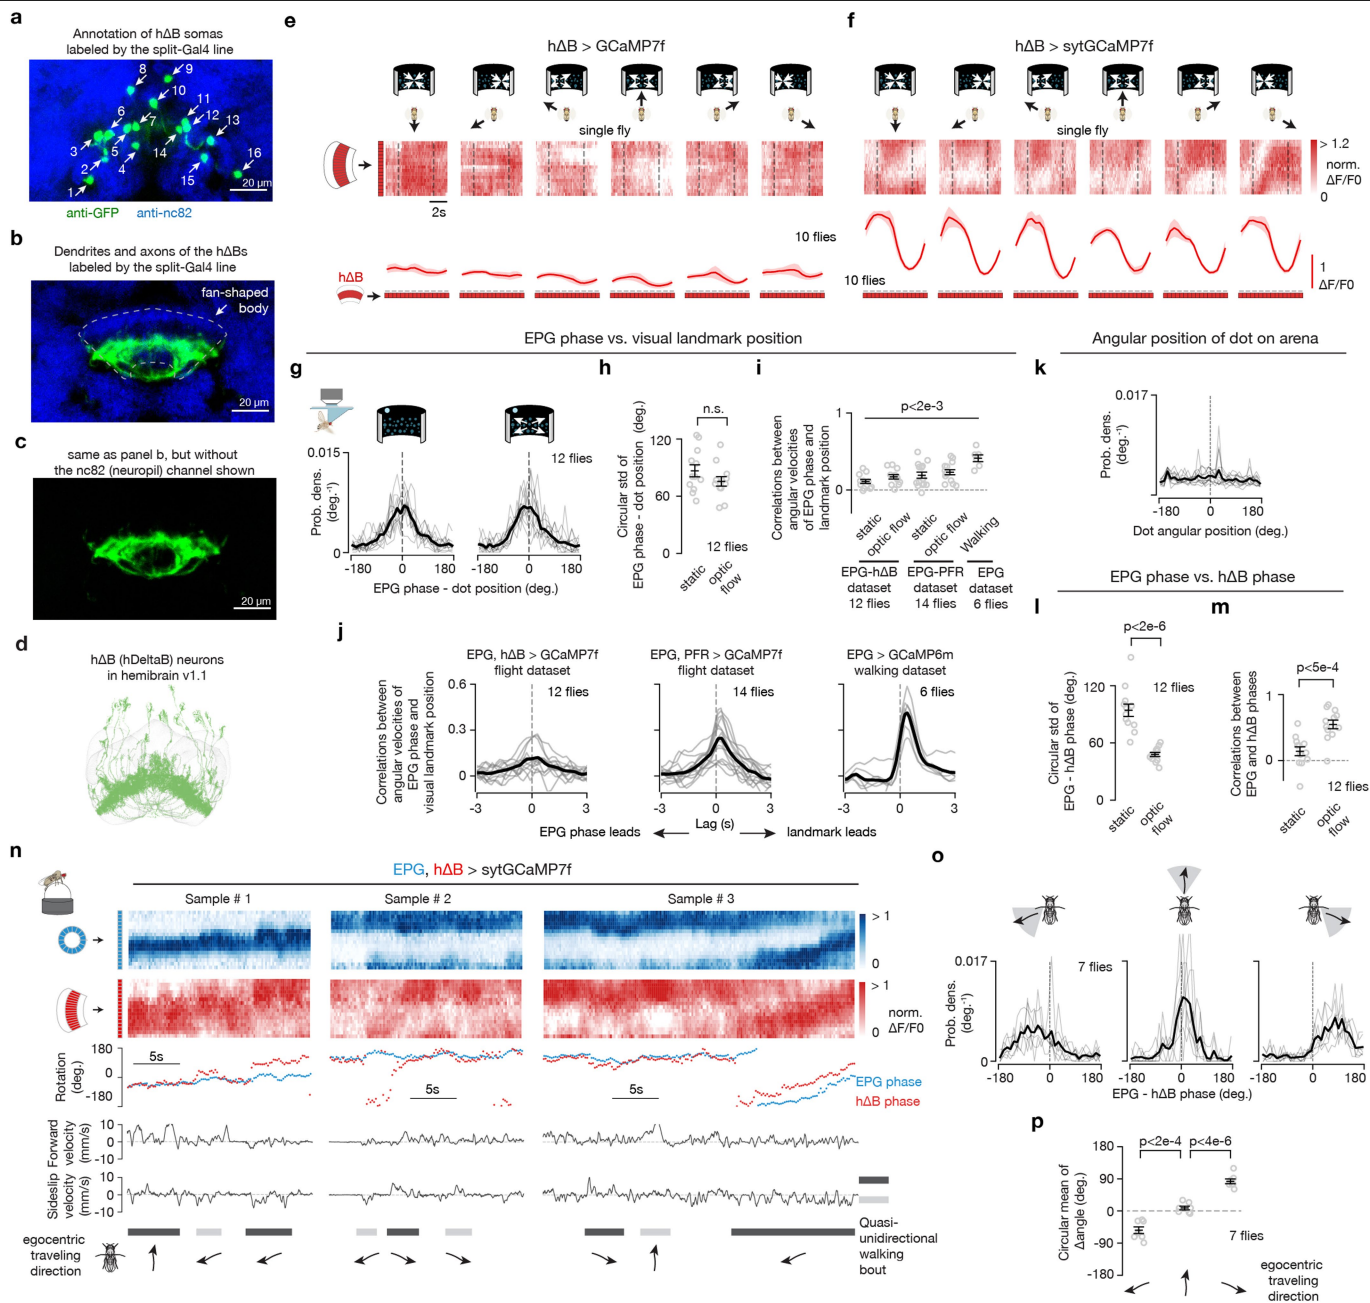 a
Annotation of hΔB somas
labeled by the split-Gal4 line
8
9
10
6
7
11
12
13
3
2
5
4
14
15
16
1
20 µm
anti-GFP anti-nc82
b
Dendrites and axons of the hΔBs
labeled by the split-Gal4 line
fan-shaped
body
20 µm
c
same as panel b, but without
the nc82 (neuropil) channel shown
20 µm
d
hΔB (hDeltaB) neurons
in hemibrain v1.1
e
hΔB > GCaMP7f
single fly
2s
10 flies
hΔB
f
hΔB > sytGCaMP7f
single fly
> 1.2
norm.
ΔF/F0
0
10 flies
1
ΔF/F0
EPG phase vs. visual landmark position
g
0.015
Prob. dens.
(deg.⁻¹)
0
12 flies
-180 0 180 -180 0 180
EPG phase - dot position (deg.)
h
n.s.
Circular std of
EPG phase - dot position (deg.)
120
60
0
12 flies
static
optic
flow
i
p<2e-3
Correlations between
angular velocities
of EPG phase and
landmark position
1
0
static
optic flow
static
optic flow
Walking
EPG-hΔB
dataset
12 flies
EPG-PFR
dataset
14 flies
EPG
dataset
6 flies
j
EPG, hΔB > GCaMP7f
flight dataset
12 flies
EPG, PFR > GCaMP7f
flight dataset
14 flies
EPG > GCaMP6m
walking dataset
6 flies
Correlations between
angular velocities of
EPG phase and
visual landmark position
0.6
0.3
0
-3 0 3 -3 0 3 -3 0 3
Lag (s)
EPG phase leads landmark leads
Angular position of dot on arena
k
0.017
Prob. dens.
(deg.⁻¹)
-180 0 180
Dot angular position (deg.)
EPG phase vs. hΔB phase
l
p<2e-6
Circular std of
EPG - hΔB phase (deg.)
120
60
0
12 flies
static
optic
flow
m
p<5e-4
Correlations between
EPG and hΔB phases
1
0
12 flies
static
optic
flow
n
EPG, hΔB > sytGCaMP7f
Sample # 1 Sample # 2 Sample # 3
> 1
0
> 1
norm.
ΔF/F0
0
Rotation
(deg.)
180
0
-180
5s
5s
5s
EPG phase
hΔB phase
Forward
velocity
(mm/s)
10
0
-10
Sideslip
velocity
(mm/s)
10
0
-10
egocentric
traveling
direction
Quasi-
unidirectional
walking
bout
o
0.017
Prob. dens.
(deg.⁻¹)
0
7 flies
-180 0 180 -180 0 180 -180 0 180
EPG - hΔB phase (deg.)
p
p<2e-4 p<4e-6
Circular mean of
Δangle (deg.)
180
90
0
-90
-180
7 flies
egocentric
traveling
direction